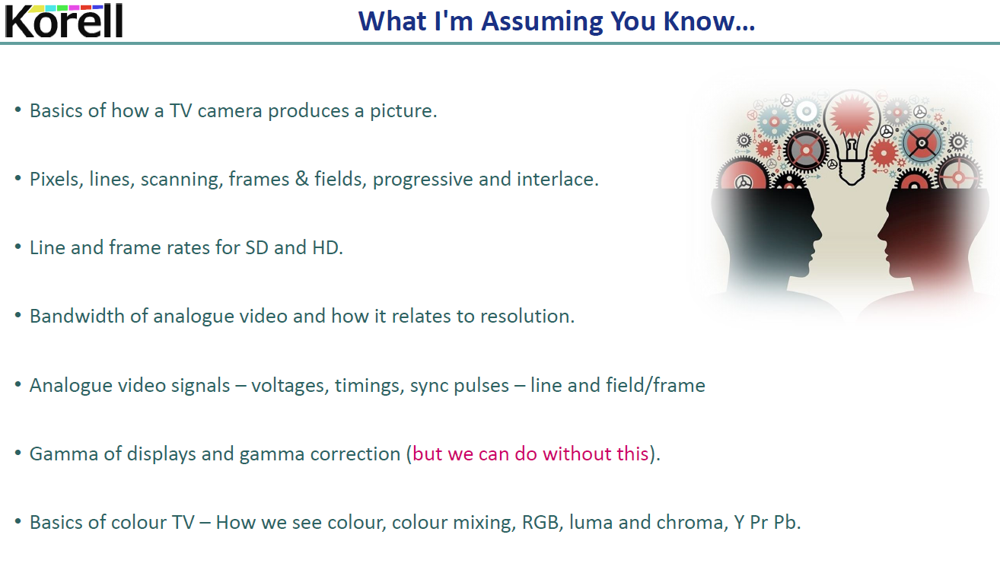 Korell
What I'm Assuming You Know...
• Basics of how a TV camera produces a picture.
• Pixels, lines, scanning, frames & fields, progressive and interlace.
• Line and frame rates for SD and HD.
• Bandwidth of analogue video and how it relates to resolution.
• Analogue video signals – voltages, timings, sync pulses – line and field/frame
• Gamma of displays and gamma correction (but we can do without this).
• Basics of colour TV – How we see colour, colour mixing, RGB, luma and chroma, Y Pr Pb.